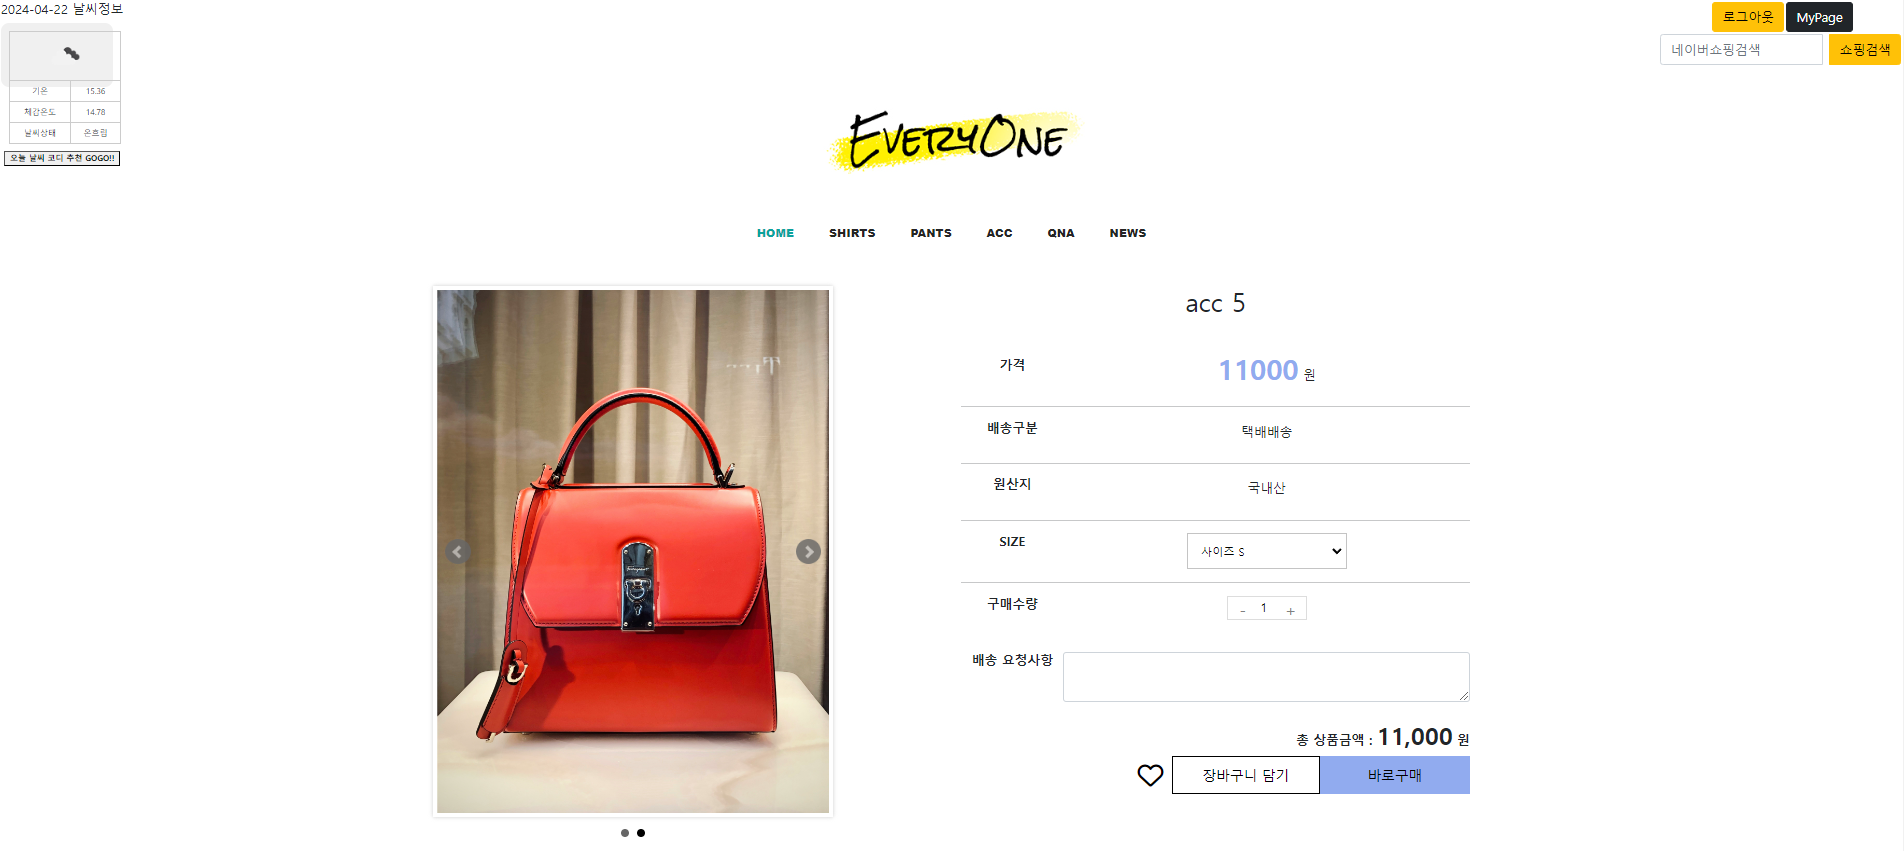 2024-04-22 날씨정보
로그아웃 MyPage
네이버쇼핑검색 쇼핑검색
기온 15.36
체감온도 14.78
날씨상태 온흐림
오늘 날씨 코디 추천 GOGO!!
EVERYONE
HOME SHIRTS PANTS ACC QNA NEWS
acc 5
가격 11000 원
배송구분 택배배송
원산지 국내산
SIZE 사이즈 S
구매수량 - 1 +
배송 요청사항
총 상품금액 : 11,000 원
장바구니 담기 바로구매